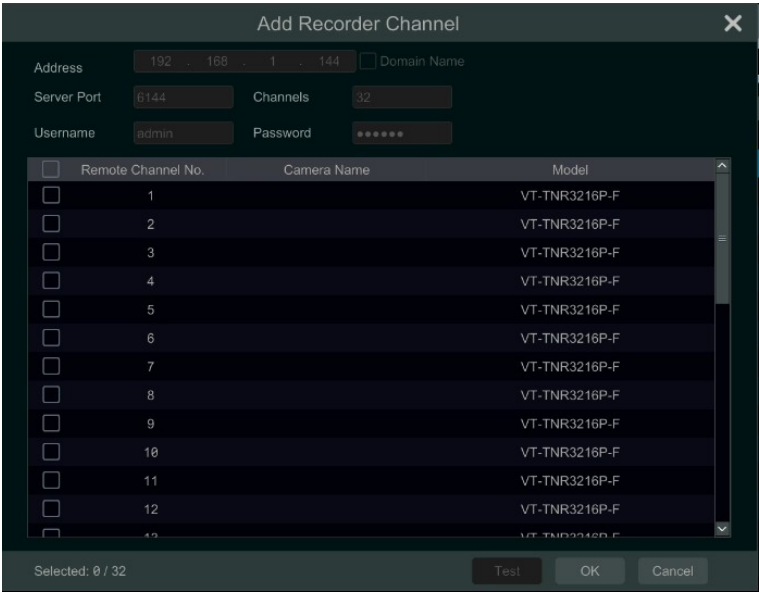 Add Recorder Channel
Address 192 . 168 . 1 . 144 Domain Name
Server Port 6144 Channels 32
Username admin Password ●●●●●●
Remote Channel No. Camera Name Model
1 VT-TNR3216P-F
2 VT-TNR3216P-F
3 VT-TNR3216P-F
4 VT-TNR3216P-F
5 VT-TNR3216P-F
6 VT-TNR3216P-F
7 VT-TNR3216P-F
8 VT-TNR3216P-F
9 VT-TNR3216P-F
10 VT-TNR3216P-F
11 VT-TNR3216P-F
12 VT-TNR3216P-F
Selected: 0 / 32 Test OK Cancel